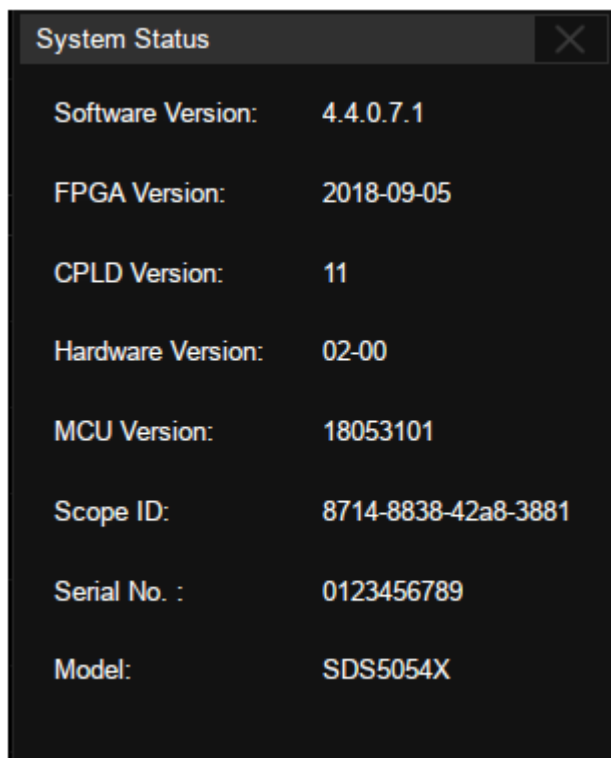 System Status
Software Version: 4.4.0.7.1
FPGA Version: 2018-09-05
CPLD Version: 11
Hardware Version: 02-00
MCU Version: 18053101
Scope ID: 8714-8838-42a8-3881
Serial No. : 0123456789
Model: SDS5054X